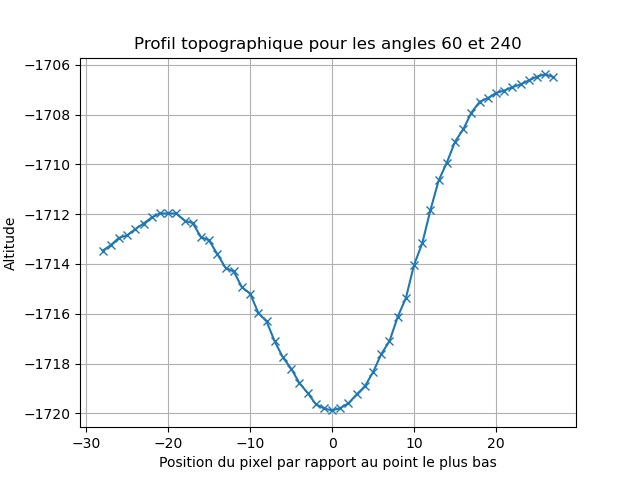 Profil topographique pour les angles 60 et 240
−1706
−1708
−1710
−1712
−1714
−1716
−1718
−1720
Altitude
−30 −20 −10 0 10 20
Position du pixel par rapport au point le plus bas